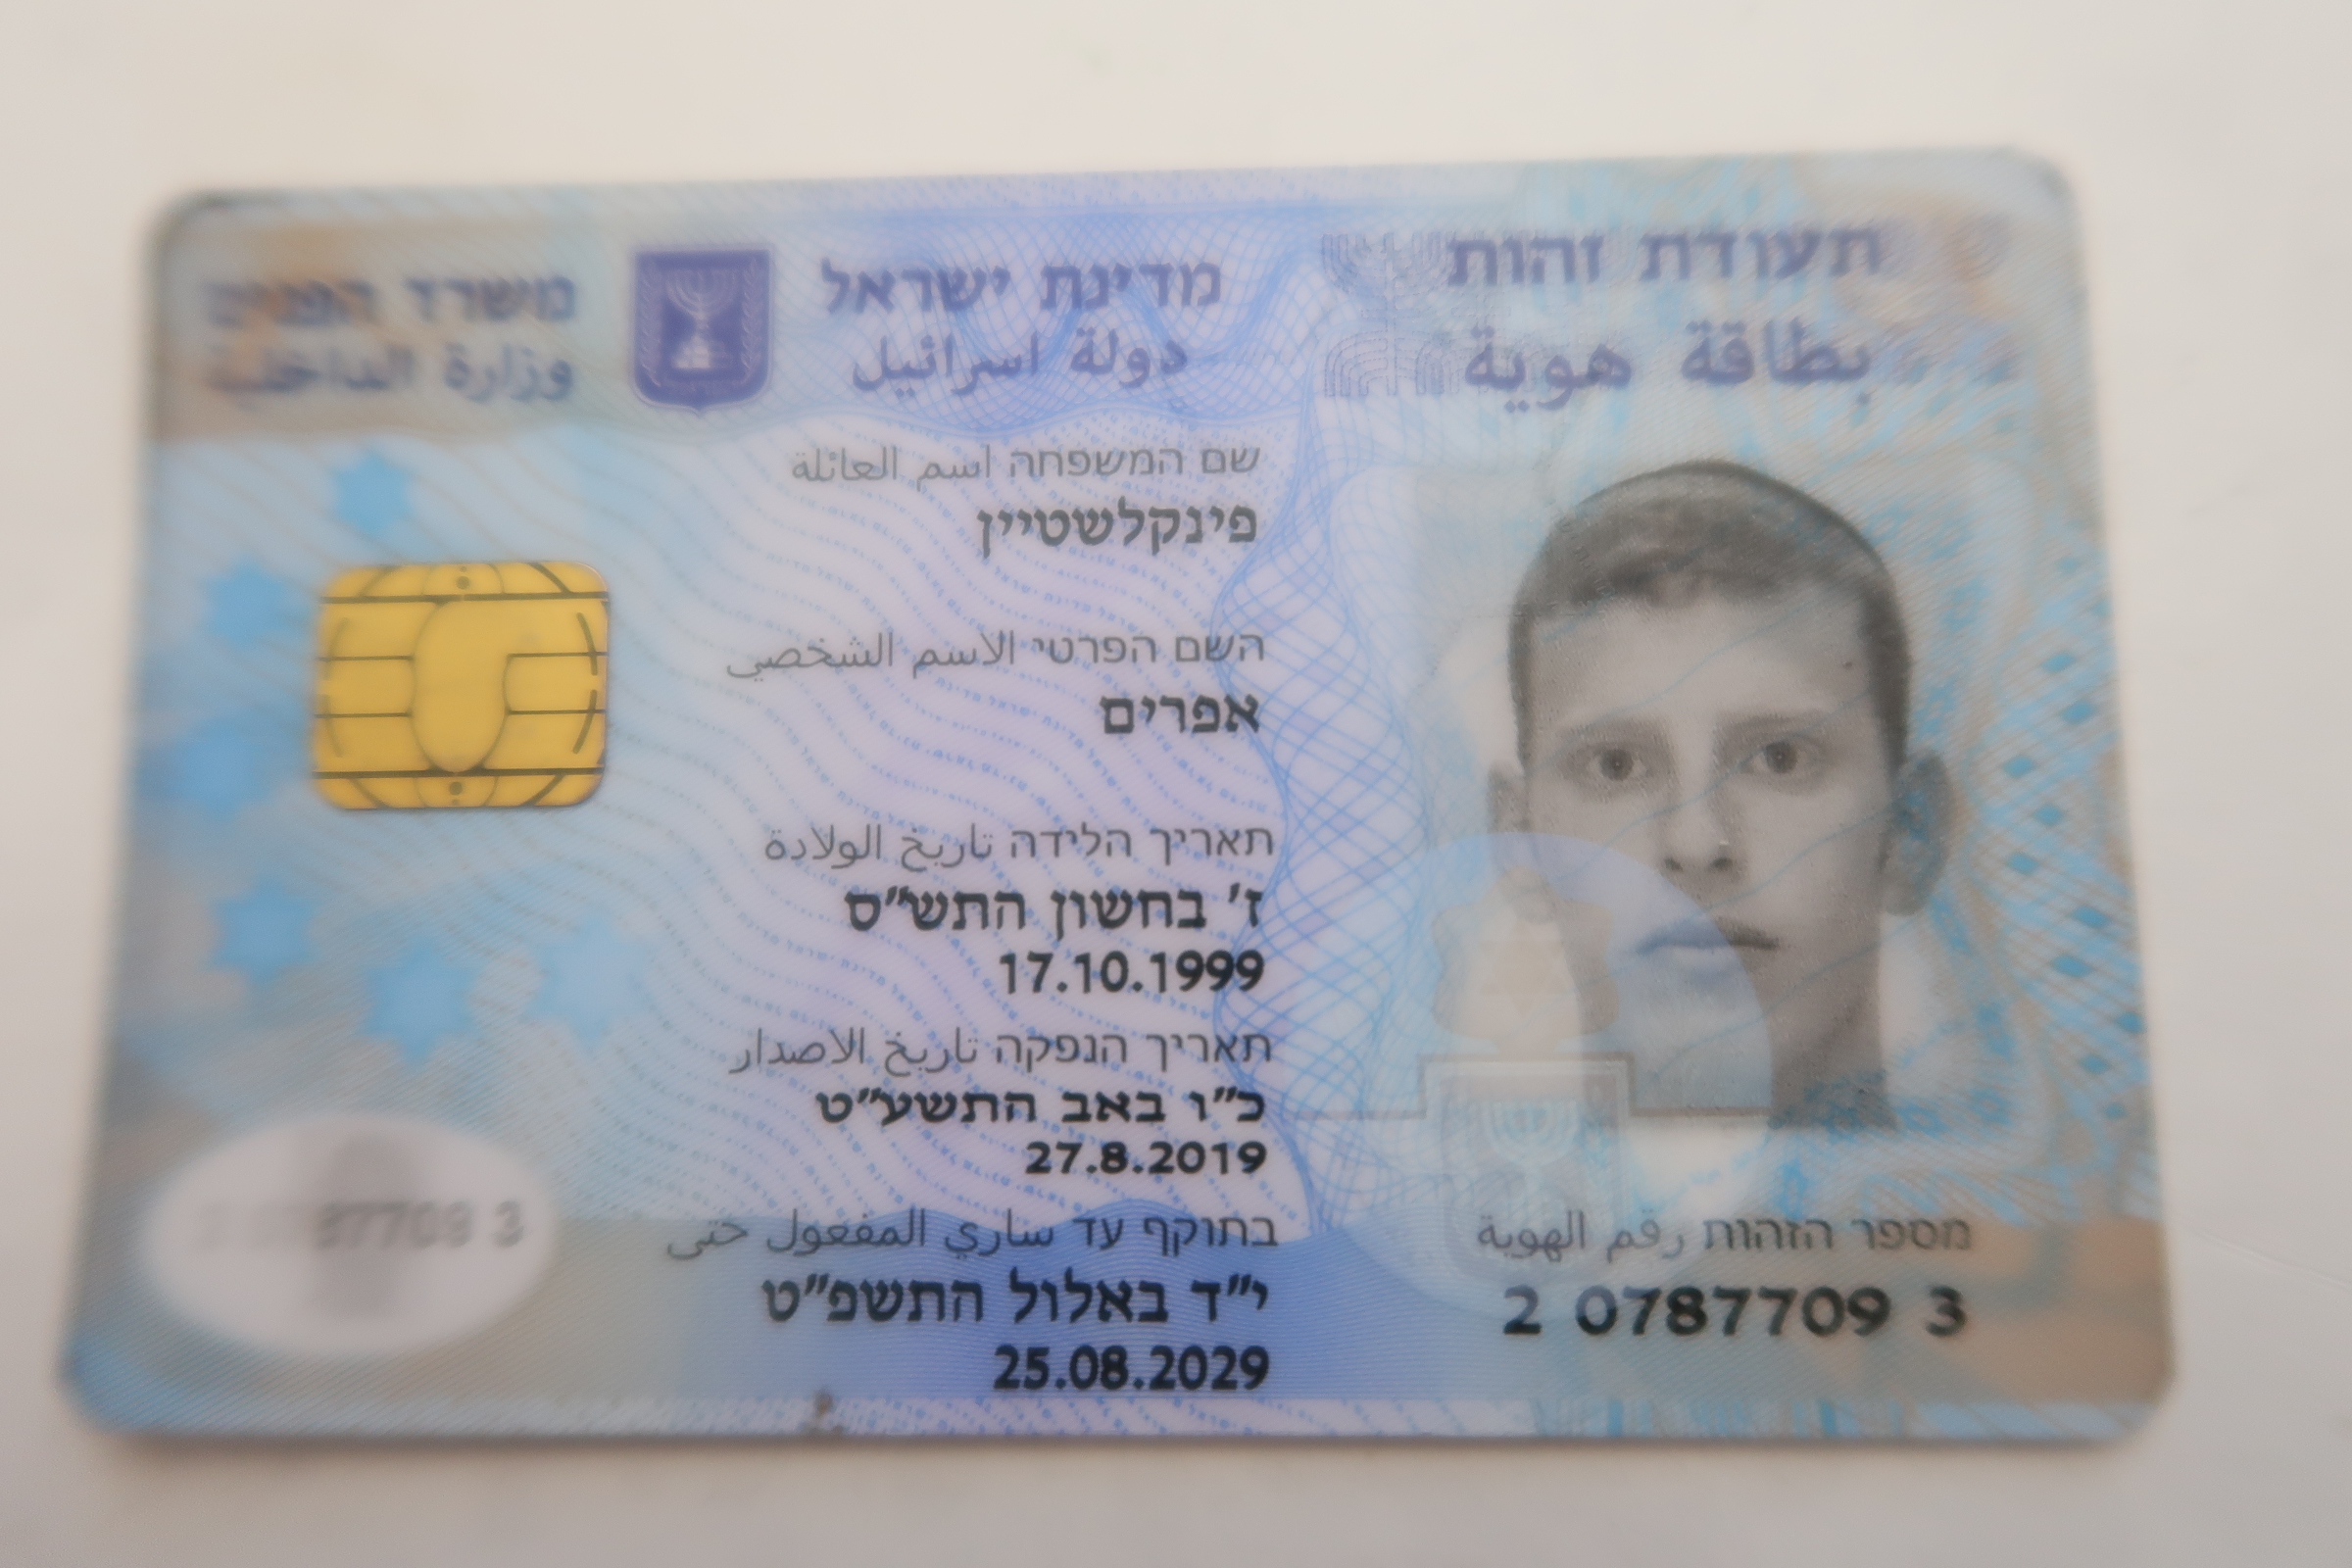 תעודת זהות
بطاقة هوية
מדינת ישראל
دولة اسرائيل
משרד הפנים
وزارة الداخلية
שם המשפחה اسم العائلة
פינקלשטיין
השם הפרטי الاسم الشخصي
אפרים
תאריך הלידה تاريخ الولادة
ז' בחשון התש"ס
17.10.1999
תאריך הנפקה تاريخ الاصدار
כ"ו באב התשע"ט
27.8.2019
בתוקף עד ساري المفعول حتى
י"ד באלול התשפ"ט
25.08.2029
מספר הזהות رقم الهوية
2 0787709 3